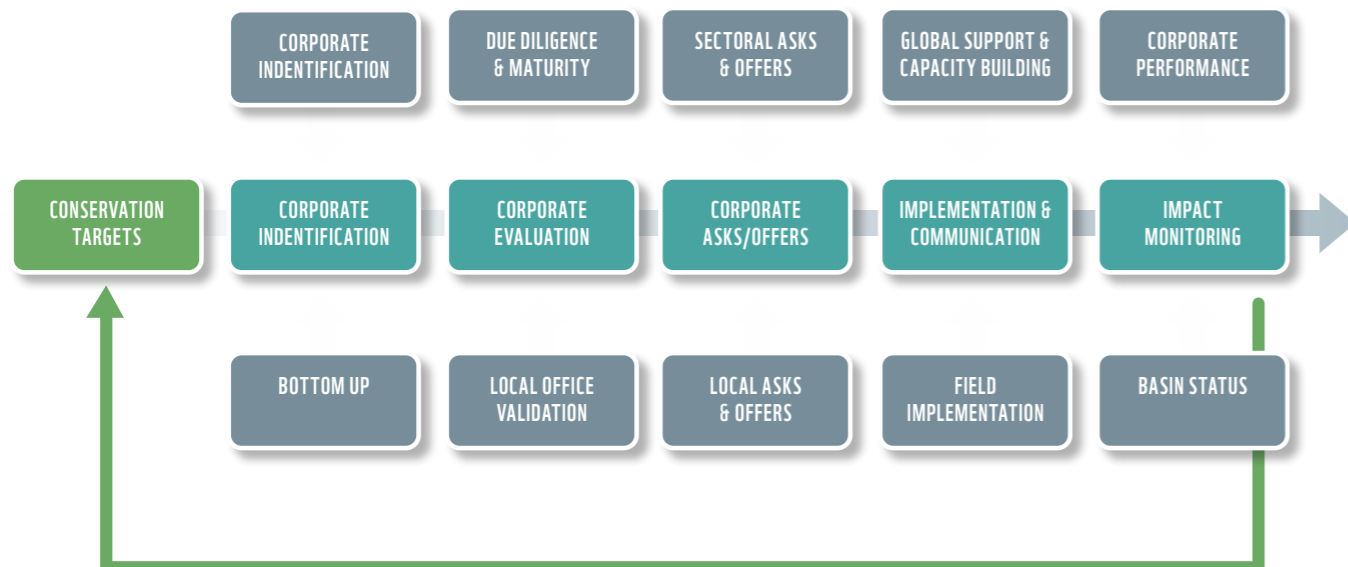 CORPORATE
INDENTIFICATION
DUE DILIGENCE
& MATURITY
SECTORAL ASKS
& OFFERS
GLOBAL SUPPORT &
CAPACITY BUILDING
CORPORATE
PERFORMANCE
CONSERVATION
TARGETS
CORPORATE
INDENTIFICATION
CORPORATE
EVALUATION
CORPORATE
ASKS/OFFERS
IMPLEMENTATION &
COMMUNICATION
IMPACT
MONITORING
BOTTOM UP
LOCAL OFFICE
VALIDATION
LOCAL ASKS
& OFFERS
FIELD
IMPLEMENTATION
BASIN STATUS